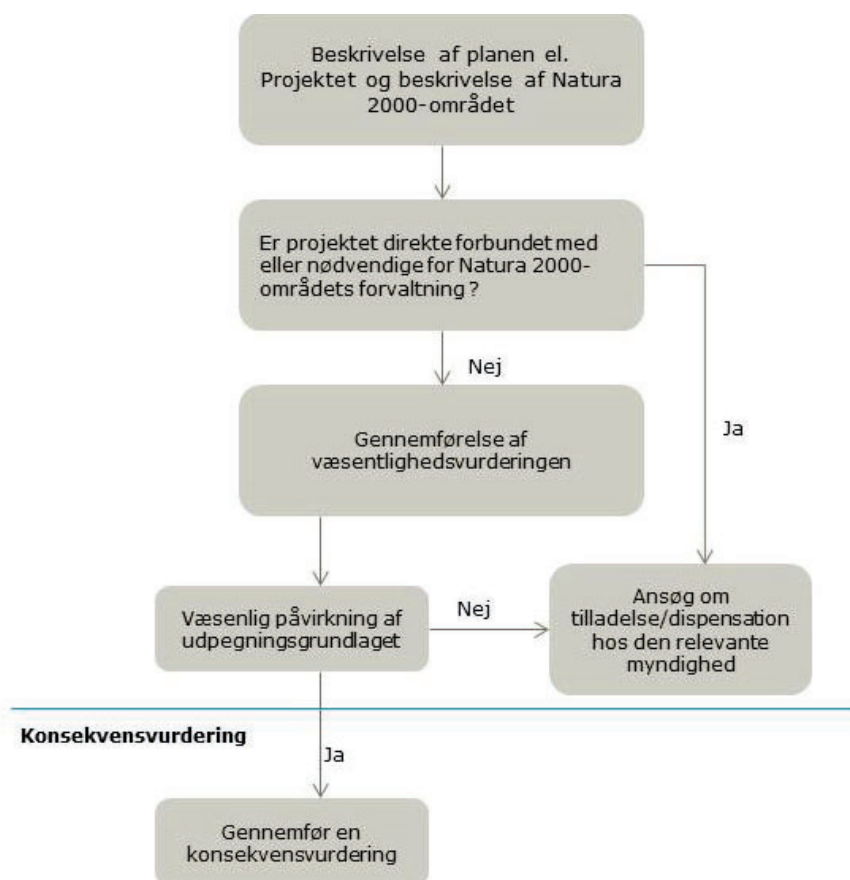 Beskrivelse af planen el.
Projektet og beskrivelse af Natura
2000-området
Er projektet direkte forbundet med
eller nødvendige for Natura 2000-
områdets forvaltning ?
Nej
Gennemførelse af
væsentlighedsvurderingen
Ja
Væsenlig påvirkning af
udpegningsgrundlaget
Nej
Ansøg om
tilladelse/dispensation
hos den relevante
myndighed
Konsekvensvurdering
Ja
Gennemfør en
konsekvensvurdering